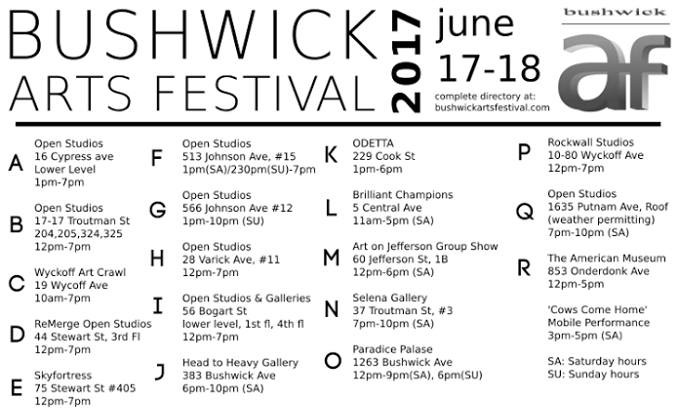 BUSHWICK
ARTS FESTIVAL
2017
june
17-18
complete directory at:
bushwickartsfestival.com
bushwick
af
A
Open Studios
16 Cypress ave
Lower Level
1pm-7pm
B
Open Studios
17-17 Troutman St
204,205,324,325
12pm-7pm
C
Wyckoff Art Crawl
19 Wycoff Ave
10am-7pm
D
ReMerge Open Studios
44 Stewart St, 3rd Fl
12pm-7pm
E
Skyfortress
75 Stewart St #405
12pm-7pm
F
Open Studios
513 Johnson Ave, #15
1pm(SA)/230pm(SU)-7pm
G
Open Studios
566 Johnson Ave #12
1pm-10pm (SU)
H
Open Studios
28 Varick Ave, #11
12pm-7pm
I
Open Studios & Galleries
56 Bogart St
lower level, 1st fl, 4th fl
12pm-7pm
J
Head to Heavy Gallery
383 Bushwick Ave
6pm-10pm (SA)
K
ODETTA
229 Cook St
1pm-6pm
L
Brilliant Champions
5 Central Ave
11am-5pm (SA)
M
Art on Jefferson Group Show
60 Jefferson St, 1B
12pm-6pm (SA)
N
Selena Gallery
37 Troutman St, #3
7pm-10pm (SA)
O
Paradice Palase
1263 Bushwick Ave
12pm-9pm(SA), 6pm(SU)
P
Rockwall Studios
10-80 Wyckoff Ave
12pm-7pm
Q
Open Studios
1635 Putnam Ave, Roof
(weather permitting)
7pm-10pm (SA)
R
The American Museum
853 Onderdonk Ave
12pm-5pm
'Cows Come Home'
Mobile Performance
3pm-5pm (SA)
SA: Saturday hours
SU: Sunday hours